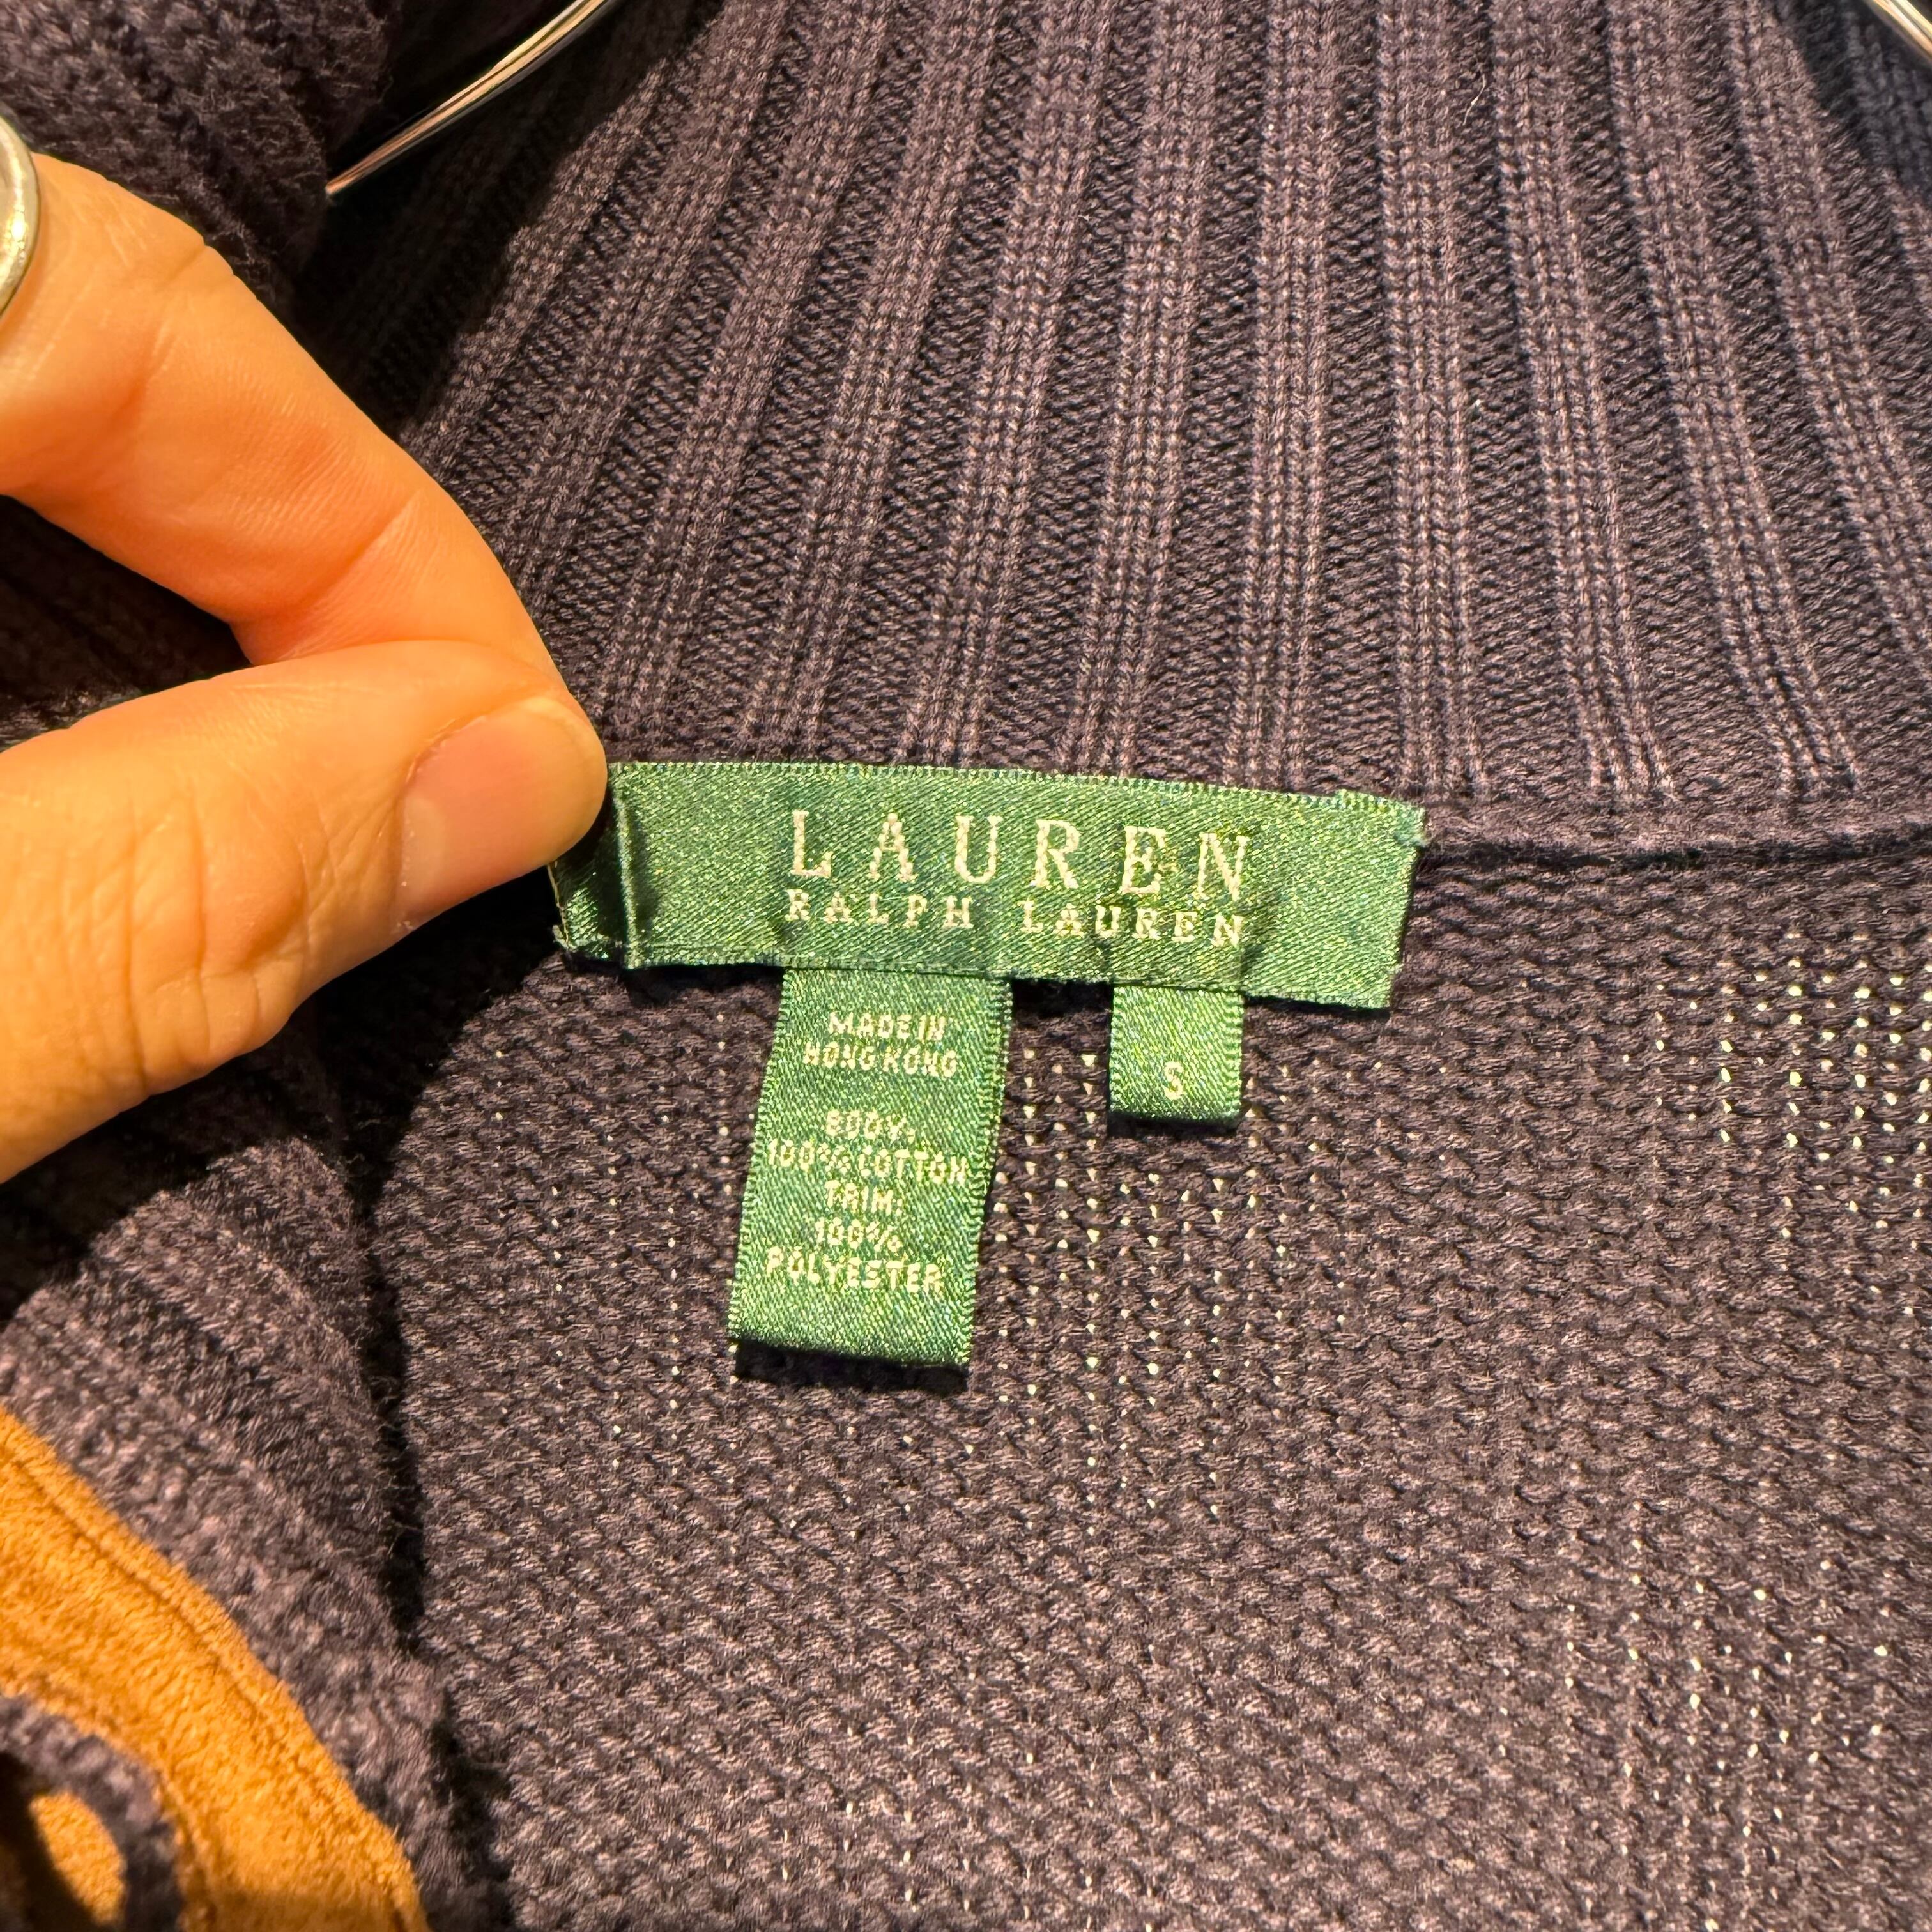 LAUREN
RALPH LAUREN
MADE IN
HONG KONG
S
BODY:
100% COTTON
TRIM:
100%
POLYESTER